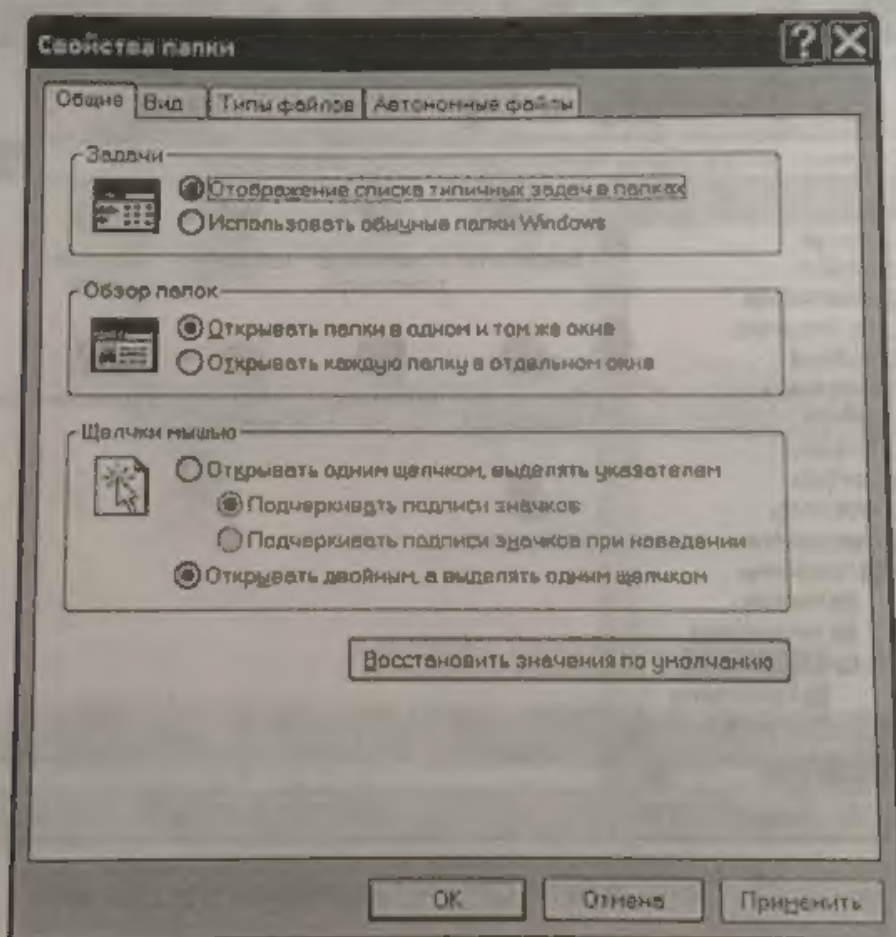 Свойства папки
Общие Вид Типы файлов Автономные файлы
Задачи
Отображение списка типичных задач в папках
Использовать обычные папки Windows
Обзор папок
Открывать папки в одном и том же окне
Открывать каждую папку в отдельном окне
Щелчки мышью
Открывать одним щелчком, выделять указателем
Подчеркивать подписи значков
Подчеркивать подписи значков при наведении
Открывать двойным, а выделять одним щелчком
Восстановить значения по умолчанию
OK Отмена Применить